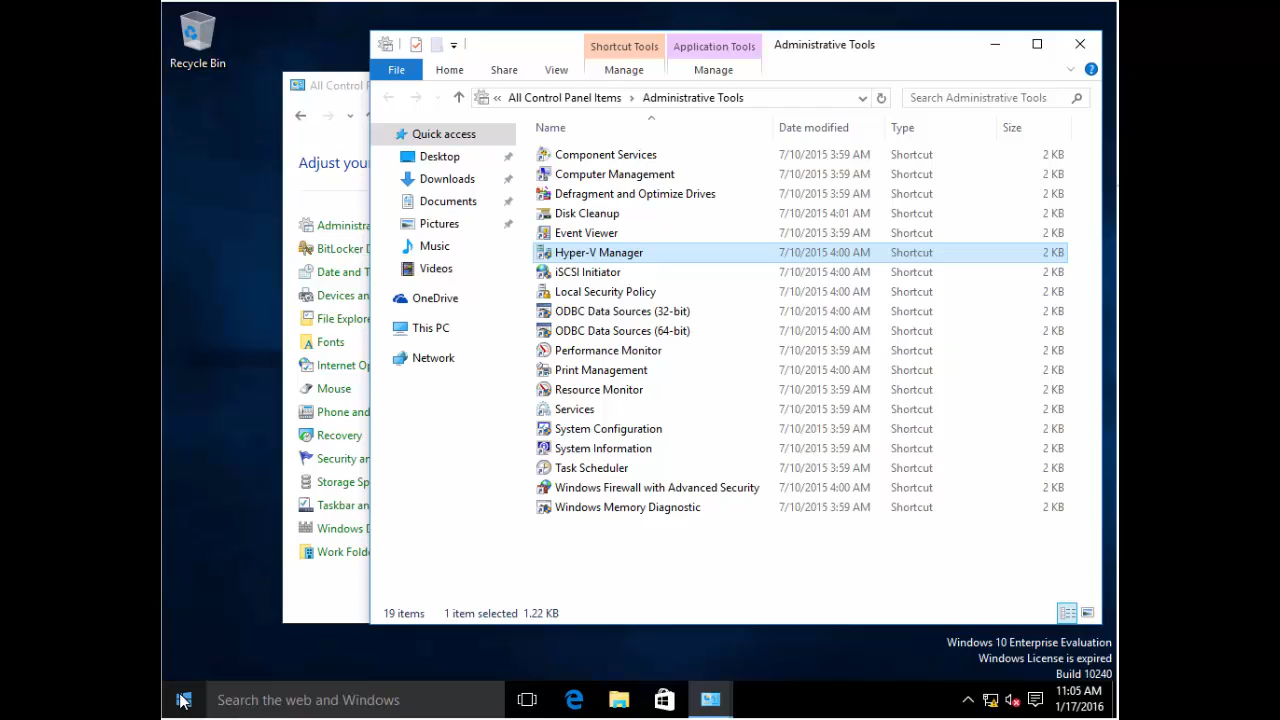 Recycle Bin
All Control P
Adjust you
Administra
BitLocker D
Date and T
Devices an
File Explore
Fonts
Internet Op
Mouse
Phone and
Recovery
Security an
Storage Sp
Taskbar an
Windows D
Work Folde
Shortcut Tools
Application Tools
Administrative Tools
File
Home
Share
View
Manage
Manage
« All Control Panel Items > Administrative Tools
Search Administrative Tools
Quick access
Desktop
Downloads
Documents
Pictures
Music
Videos
OneDrive
This PC
Network
Name Date modified Type Size
Component Services 7/10/2015 3:59 AM Shortcut 2 KB
Computer Management 7/10/2015 3:59 AM Shortcut 2 KB
Defragment and Optimize Drives 7/10/2015 3:59 AM Shortcut 2 KB
Disk Cleanup 7/10/2015 4:01 AM Shortcut 2 KB
Event Viewer 7/10/2015 3:59 AM Shortcut 2 KB
Hyper-V Manager 7/10/2015 4:00 AM Shortcut 2 KB
iSCSI Initiator 7/10/2015 3:59 AM Shortcut 2 KB
Local Security Policy 7/10/2015 4:00 AM Shortcut 2 KB
ODBC Data Sources (32-bit) 7/10/2015 4:00 AM Shortcut 2 KB
ODBC Data Sources (64-bit) 7/10/2015 4:00 AM Shortcut 2 KB
Performance Monitor 7/10/2015 3:59 AM Shortcut 2 KB
Print Management 7/10/2015 4:00 AM Shortcut 2 KB
Resource Monitor 7/10/2015 3:59 AM Shortcut 2 KB
Services 7/10/2015 3:59 AM Shortcut 2 KB
System Configuration 7/10/2015 3:59 AM Shortcut 2 KB
System Information 7/10/2015 3:59 AM Shortcut 2 KB
Task Scheduler 7/10/2015 3:59 AM Shortcut 2 KB
Windows Firewall with Advanced Security 7/10/2015 4:00 AM Shortcut 2 KB
Windows Memory Diagnostic 7/10/2015 3:59 AM Shortcut 2 KB
19 items 1 item selected 1.22 KB
Windows 10 Enterprise Evaluation
Windows License is expired
Build 10240
Search the web and Windows
11:05 AM
1/17/2016